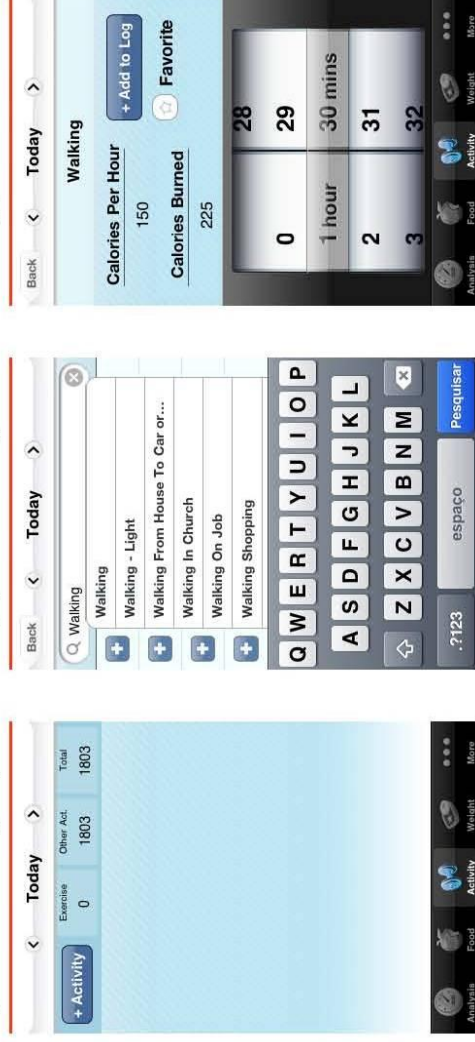 Today
+ Activity
Exercise
0
Other Act.
1803
Total
1803
Analysis
Food
Activity
Weight
More
Back
Today
Walking
Walking
Walking - Light
Walking From House To Car or...
Walking In Church
Walking On Job
Walking Shopping
Q W E R T Y U I O P
A S D F G H J K L
Z X C V B N M
.?123
espaço
Pesquisar
Back
Today
Walking
Calories Per Hour
150
+ Add to Log
Calories Burned
225
Favorite
28
0 29
1 hour 30 mins
2 31
3 32
Analysis
Food
Activity
Weight
More